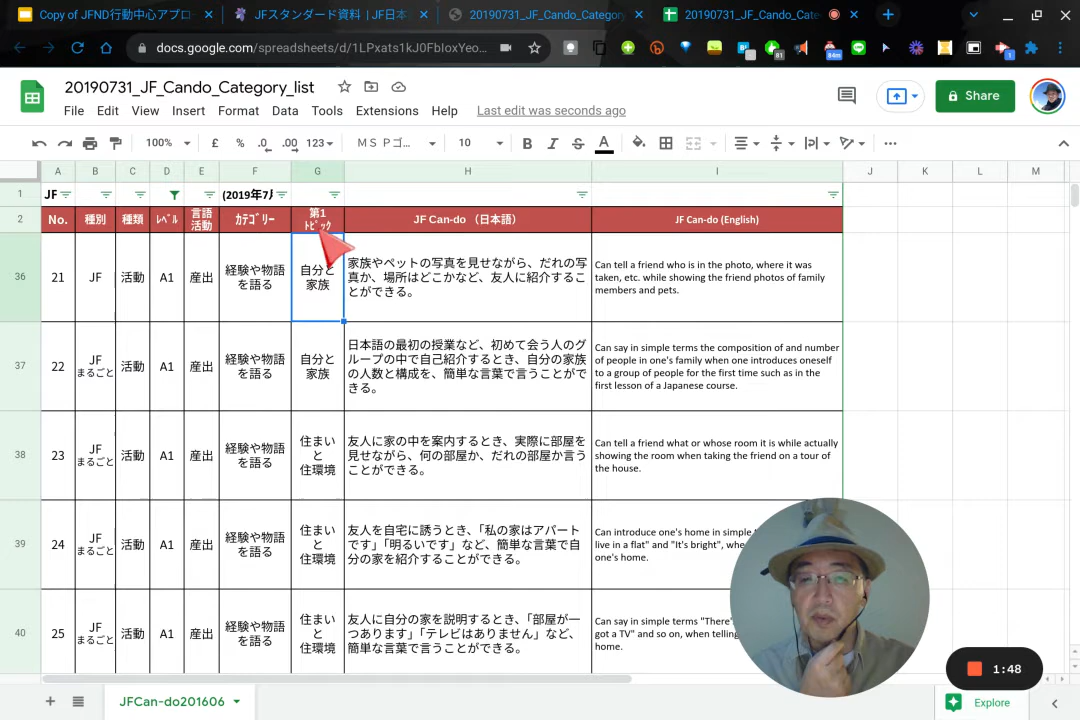 Copy of JFND行動中心アプロー
JFスタンダード資料 | JF日本
20190731_JF_Cando_Category
20190731_JF_Cando_Cate
docs.google.com/spreadsheets/d/1LPxats1kJ0FbIoxYeo...
81
84m
1
20190731_JF_Cando_Category_list
File Edit View Insert Format Data Tools Extensions Help Last edit was seconds ago
Share
100% £ % .0 .00 123 ＭＳ Ｐゴ... 10 B I S A
A B C D E F G H I J K L M
1 JF (2019年7月
2 No. 種別 種類 ﾚﾍﾞﾙ 言語活動 ｶﾃｺﾞﾘｰ 第1ﾄﾋﾟｯｸ JF Can-do （日本語） JF Can-do (English)
36 21 JF 活動 A1 産出 経験や物語を語る 自分と家族
家族やペットの写真を見せながら、だれの写
真か、場所はどこかなど、友人に紹介するこ
とができる。
Can tell a friend who is in the photo, where it was
taken, etc. while showing the friend photos of family
members and pets.
37 22 JF まるごと 活動 A1 産出 経験や物語を語る 自分と家族
日本語の最初の授業など、初めて会う人のグ
ループの中で自己紹介するとき、自分の家族
の人数と構成を、簡単な言葉で言うことがで
きる。
Can say in simple terms the composition of and number
of people in one's family when one introduces oneself
to a group of people for the first time such as in the
first lesson of a Japanese course.
38 23 JF まるごと 活動 A1 産出 経験や物語を語る 住まいと住環境
友人に家の中を案内するとき、実際に部屋を
見せながら、何の部屋か、だれの部屋か言う
ことができる。
Can tell a friend what or whose room it is while actually
showing the room when taking the friend on a tour of
the house.
39 24 JF まるごと 活動 A1 産出 経験や物語を語る 住まいと住環境
友人を自宅に誘うとき、「私の家はアパート
です」「明るいです」など、簡単な言葉で自
分の家を紹介することができる。
Can introduce one's home in simple
live in a flat" and "It's bright", whe
one's home.
40 25 JF まるごと 活動 A1 産出 経験や物語を語る 住まいと住環境
友人に自分の家を説明するとき、「部屋が一
つあります」「テレビはありません」など、
簡単な言葉で言うことができる。
Can say in simple terms "There'
got a TV" and so on, when telling
home.
1:48
JFCan-do201606
Explore